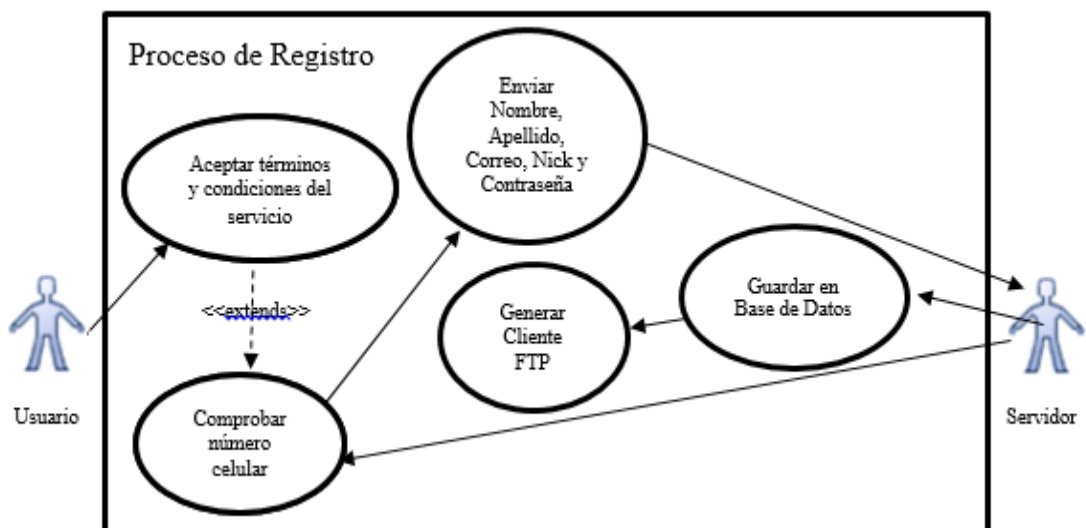 Proceso de Registro
Enviar
Nombre,
Apellido,
Correo, Nick y
Contraseña
Aceptar términos
y condiciones del
servicio
<<extends>>
Generar
Cliente
FTP
Guardar en
Base de Datos
Usuario
Comprobar
número
celular
Servidor